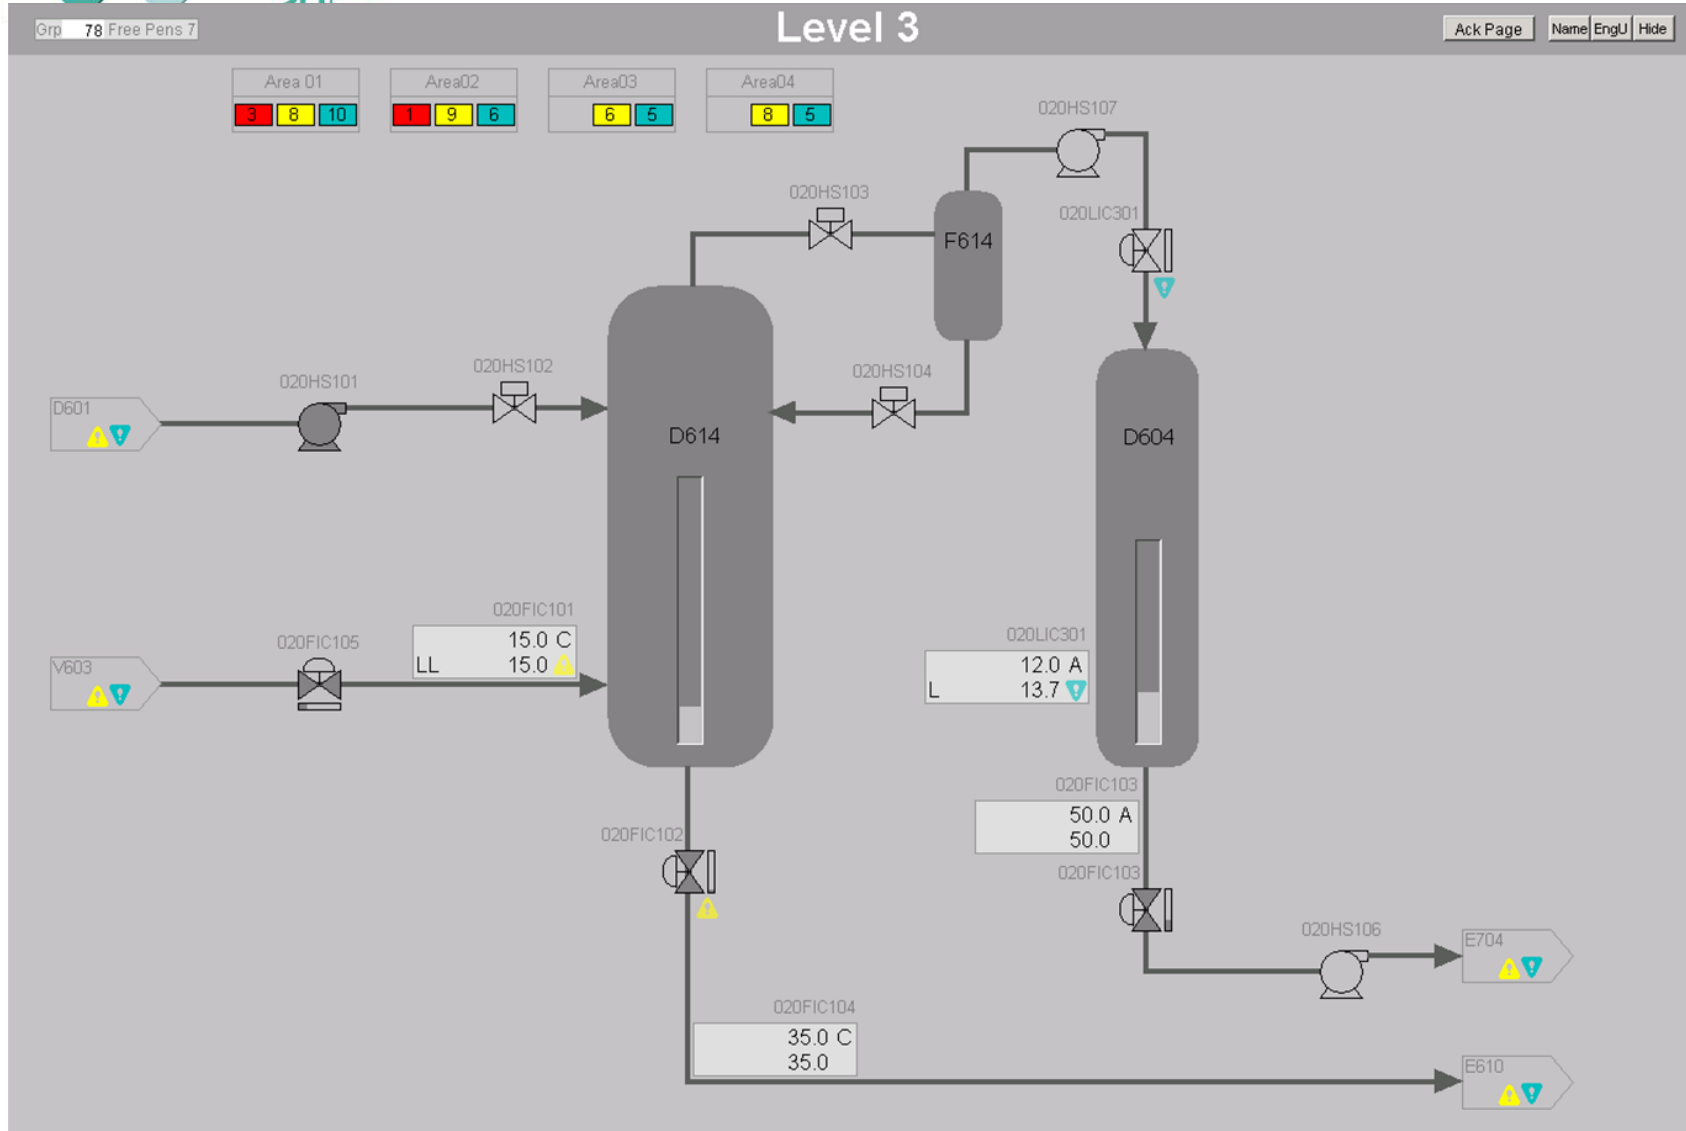 Grp 78 Free Pens 7
Level 3
Ack Page
Name EngU Hide
Area 01
Area02
Area03
Area04
3 8 10
1 9 6
6 5
8 5
020HS107
020HS103
020LIC301
F614
020HS102
020HS104
020HS101
D601
D614
D604
020FIC101
15.0 C
LL 15.0
020FIC105
V603
020LIC301
12.0 A
L 13.7
020FIC103
50.0 A
50.0
020FIC102
020FIC103
020HS106
E704
020FIC104
35.0 C
35.0
E610